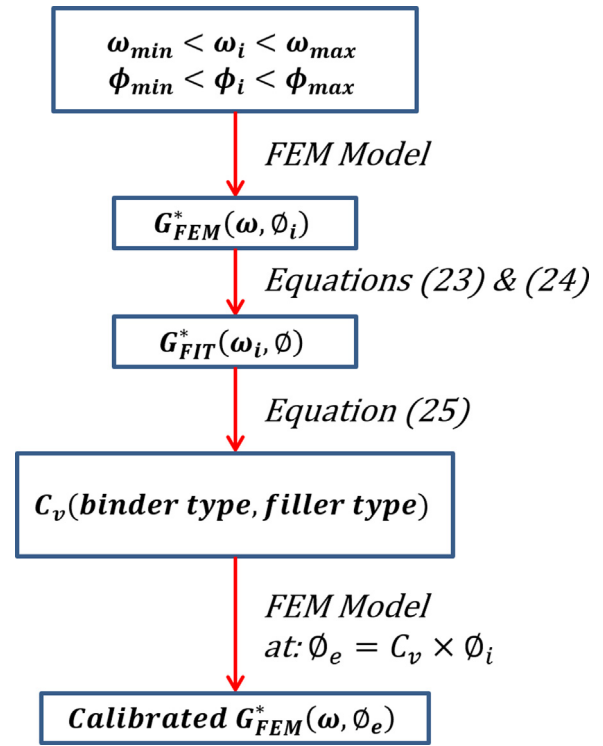 ω_min < ω_i < ω_max
ϕ_min < ϕ_i < ϕ_max
FEM Model
G*_FEM(ω, ∅_i)
Equations (23) & (24)
G*_FIT(ω_i, ∅)
Equation (25)
C_v(binder type, filler type)
FEM Model
at: ∅_e = C_v × ∅_i
Calibrated G*_FEM(ω, ∅_e)